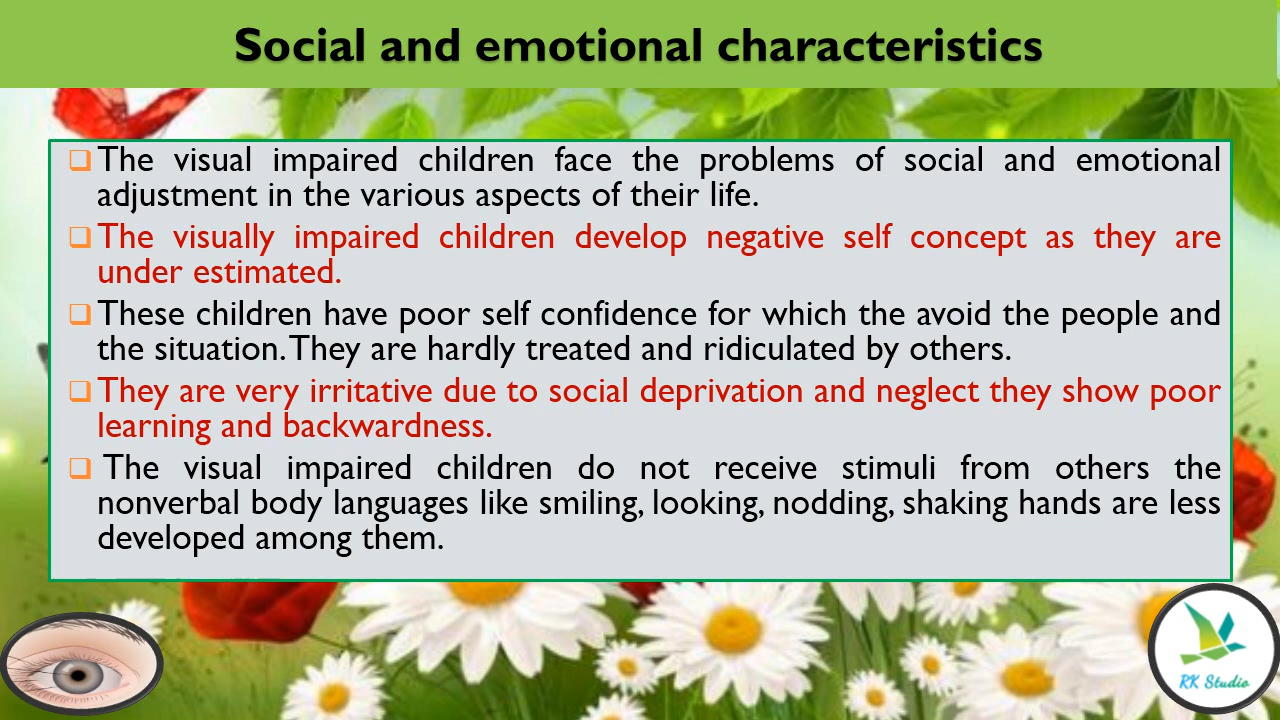 Social and emotional characteristics
The visual impaired children face the problems of social and emotional
adjustment in the various aspects of their life.
The visually impaired children develop negative self concept as they are
under estimated.
These children have poor self confidence for which the avoid the people and
the situation. They are hardly treated and ridiculated by others.
They are very irritative due to social deprivation and neglect they show poor
learning and backwardness.
The visual impaired children do not receive stimuli from others the
nonverbal body languages like smiling, looking, nodding, shaking hands are less
developed among them.
RK Studio